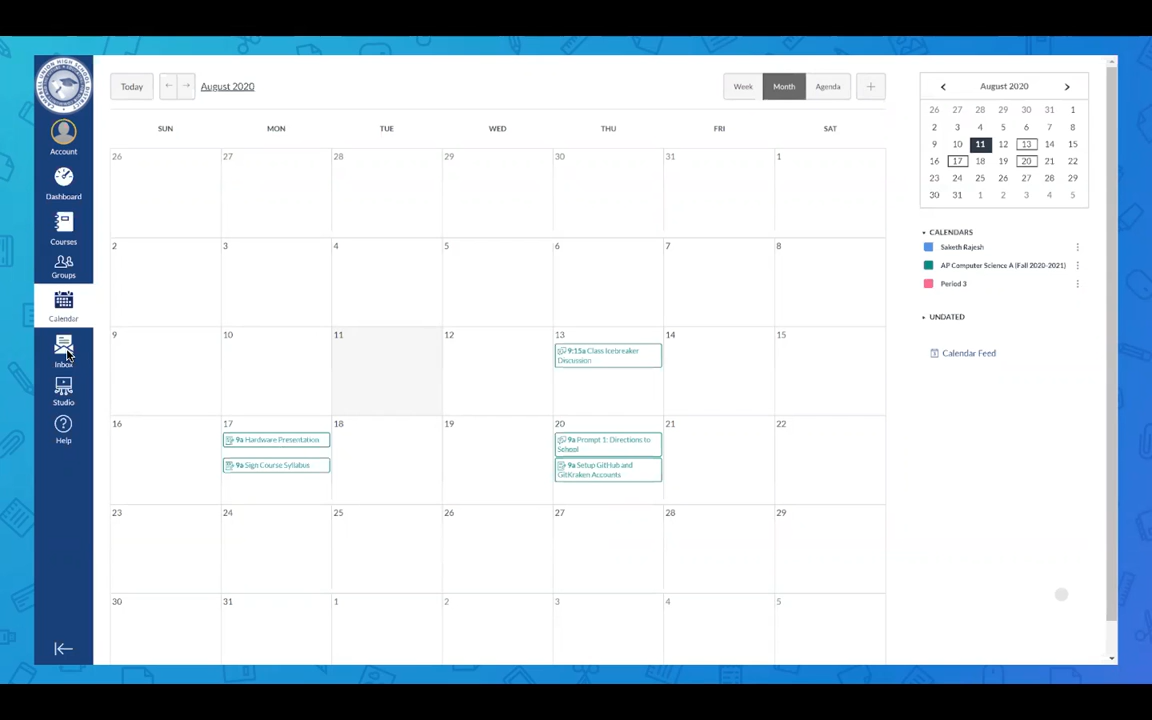 CAMPBELL UNION HIGH SCHOOL DISTRICT
Account
Dashboard
Courses
Groups
Calendar
Inbox
Studio
Help
Today
August 2020
Week
Month
Agenda
SUN MON TUE WED THU FRI SAT
26 27 28 29 30 31 1
2 3 4 5 6 7 8
9 10 11 12 13 14 15
9:15a Class Icebreaker
Discussion
16 17 18 19 20 21 22
9a Hardware Presentation
9a Sign Course Syllabus
9a Prompt 1: Directions to
School
9a Setup GitHub and
GitKraken Accounts
23 24 25 26 27 28 29
30 31 1 2 3 4 5
August 2020
26 27 28 29 30 31 1
2 3 4 5 6 7 8
9 10 11 12 13 14 15
16 17 18 19 20 21 22
23 24 25 26 27 28 29
30 31 1 2 3 4 5
CALENDARS
Saketh Rajesh
AP Computer Science A (Fall 2020-2021)
Period 3
UNDATED
Calendar Feed